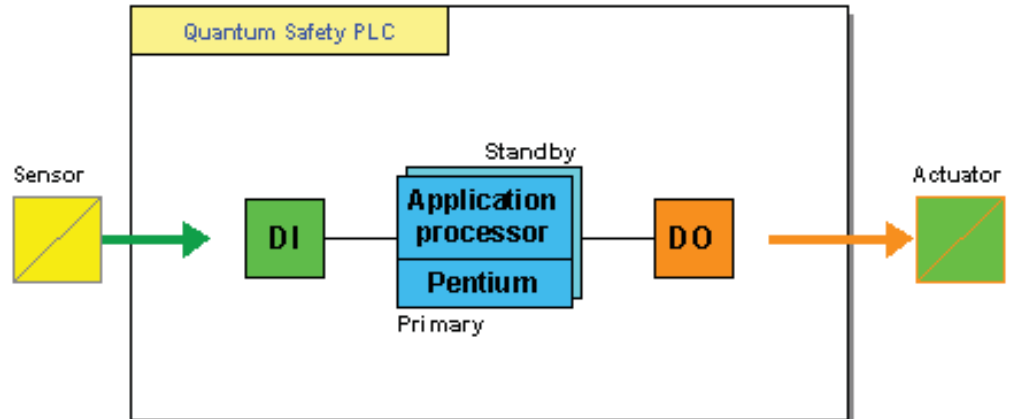 Quantum Safety PLC
Standby
Sensor
Actuator
Application
processor
DI
DO
Pentium
Primary